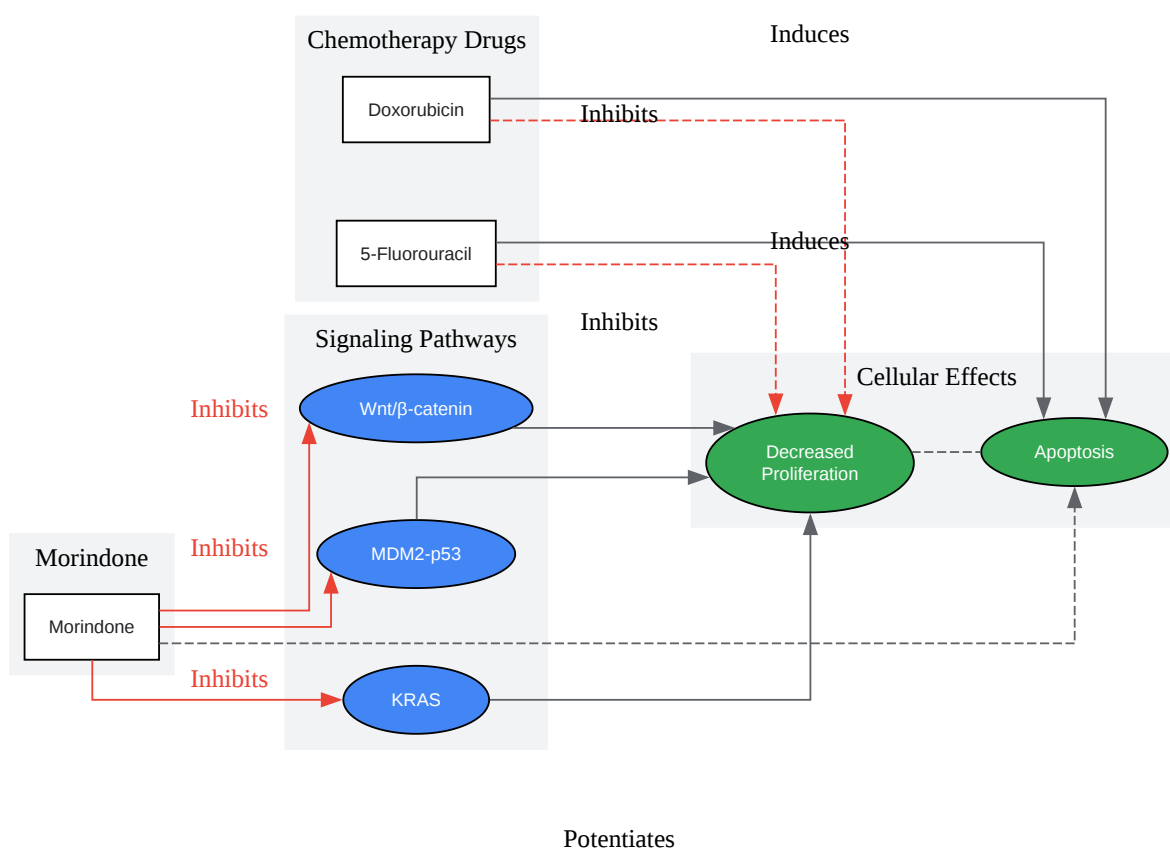 Induces
Chemotherapy Drugs
Doxorubicin
Inhibits
Induces
5-Fluorouracil
Inhibits
Signaling Pathways
Cellular Effects
Inhibits
Wnt/β-catenin
Decreased
Proliferation
Apoptosis
Inhibits
MDM2-p53
Morindone
Morindone
Inhibits
KRAS
Potentiates